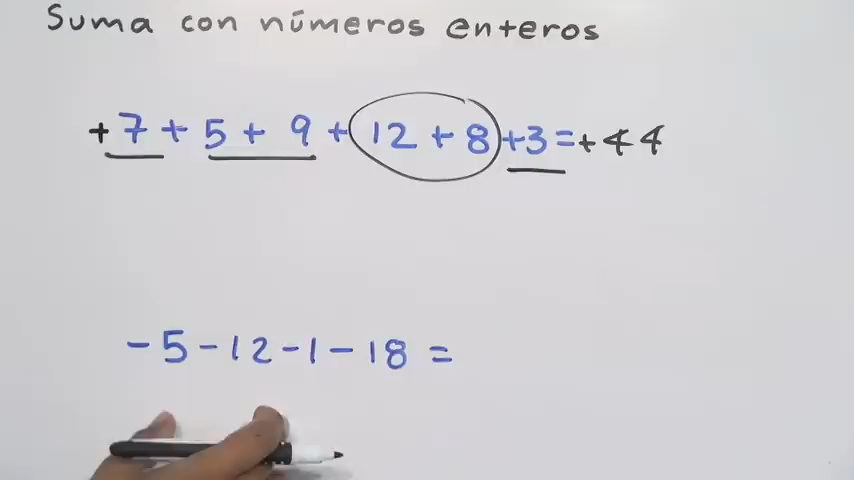 Suma con números enteros
+7 + 5 + 9 + 12 + 8 + 3 = +44
-5 - 12 - 1 - 18 =